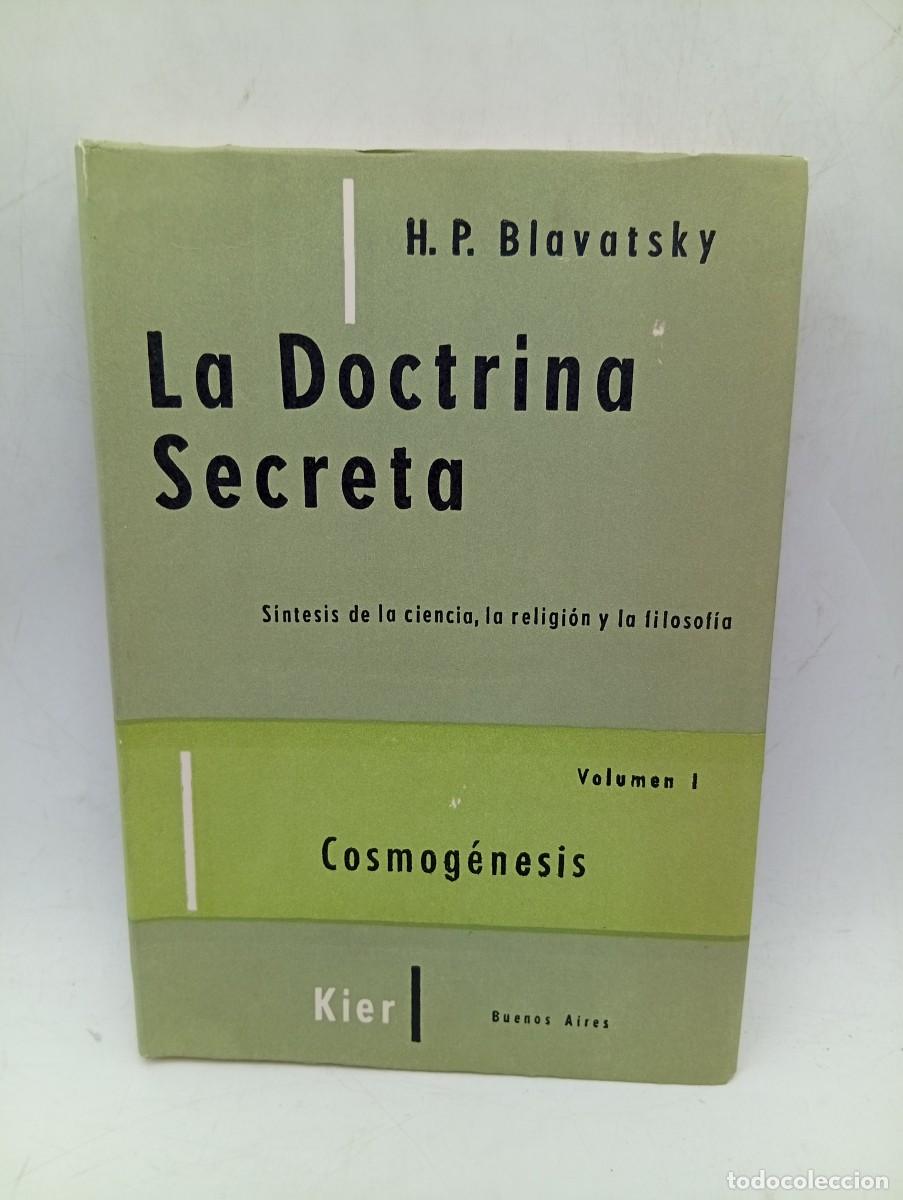 H. P. Blavatsky
La Doctrina
Secreta
Síntesis de la ciencia, la religión y la filosofía
Volumen I
Cosmogénesis
Kier
Buenos Aires
todocoleccion